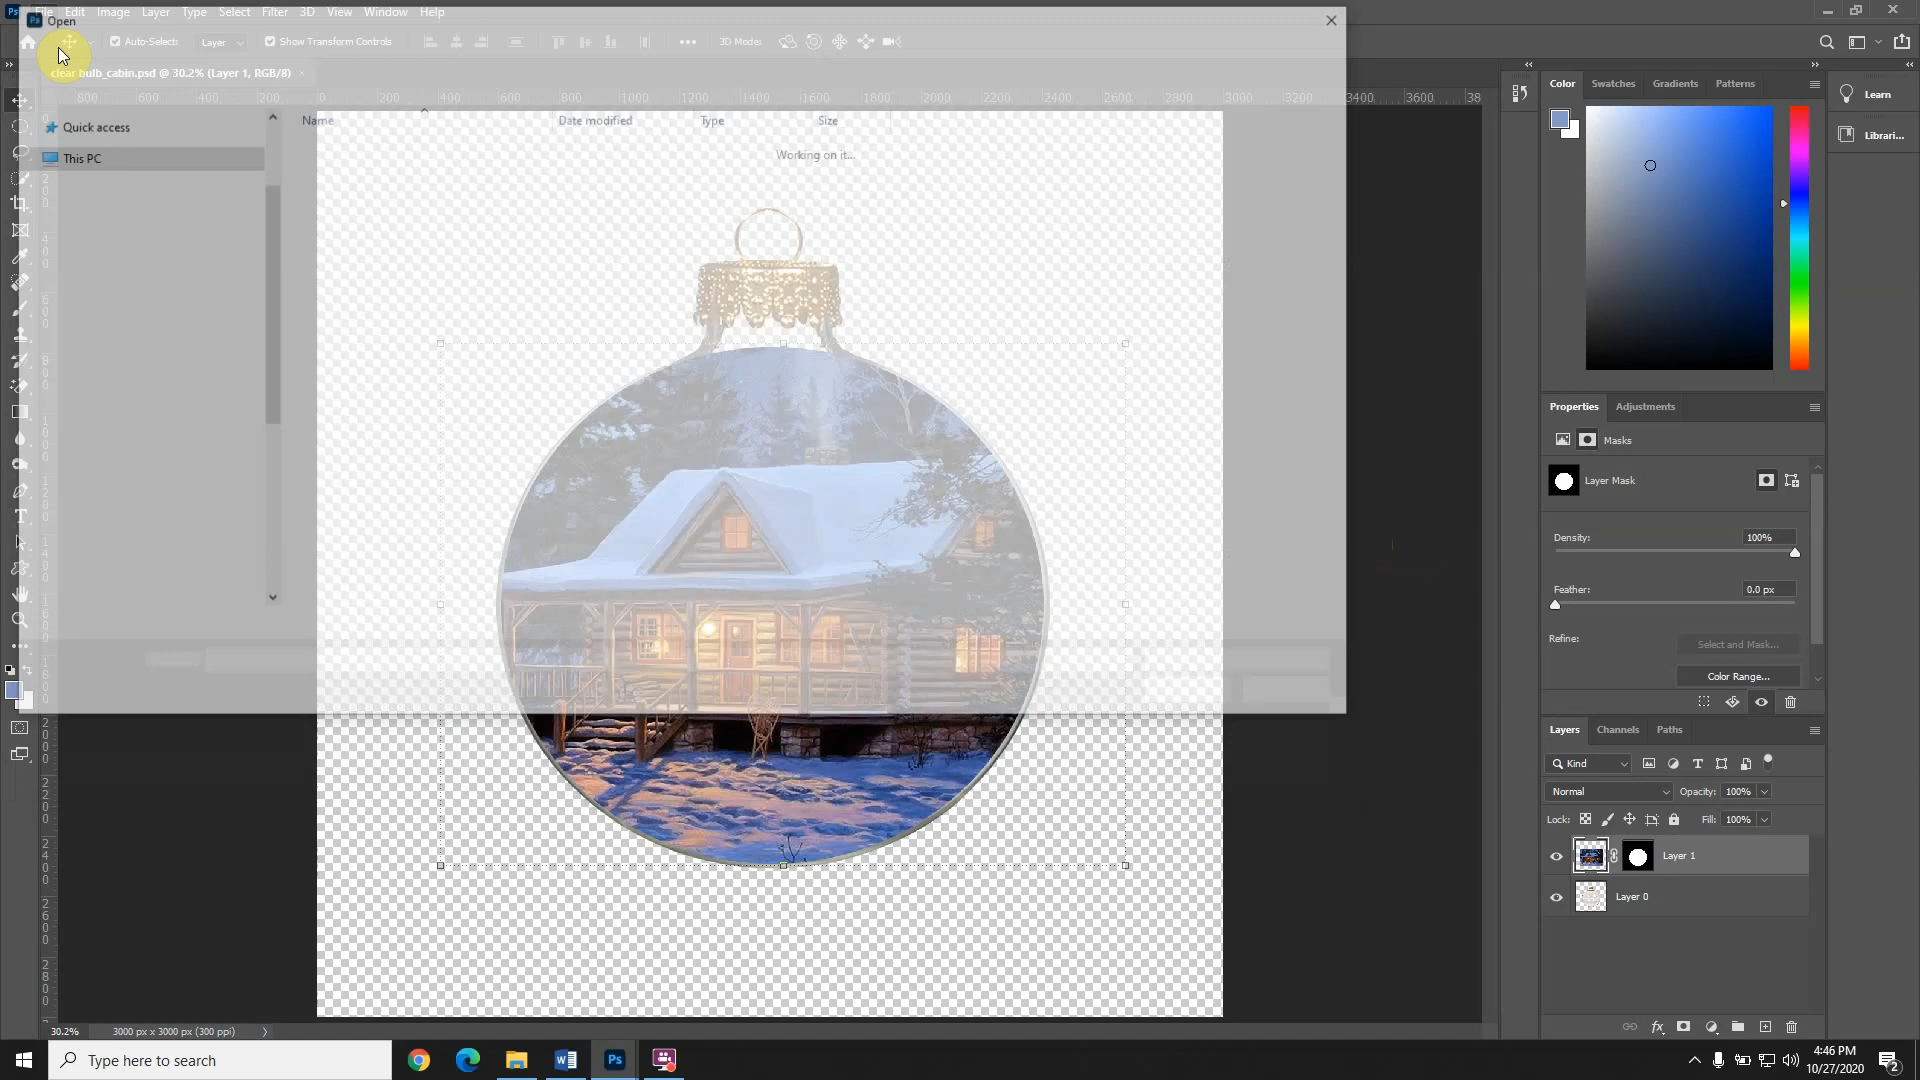 Ps File Edit Image Layer Type Select Filter 3D View Window Help
Ps Open
Auto-Select: Layer Show Transform Controls 3D Mode:
clear bulb_cabin.psd @ 30.2% (Layer 1, RGB/8)
800 600 400 200 0 200 400 600 800 1000 1200 1400 1600 1800 2000 2200 2400 2600 2800 3000 3200 3400 3600 38
Quick access
This PC
Name Date modified Type Size
Working on it...
Color Swatches Gradients Patterns
Learn
Librari...
Properties Adjustments
Masks
Layer Mask
Density: 100%
Feather: 0.0 px
Refine: Select and Mask...
Color Range...
Layers Channels Paths
Kind
Normal Opacity: 100%
Lock: Fill: 100%
Layer 1
Layer 0
30.2% 3000 px x 3000 px (300 ppi)
Type here to search
Ps
4:46 PM
10/27/2020
2